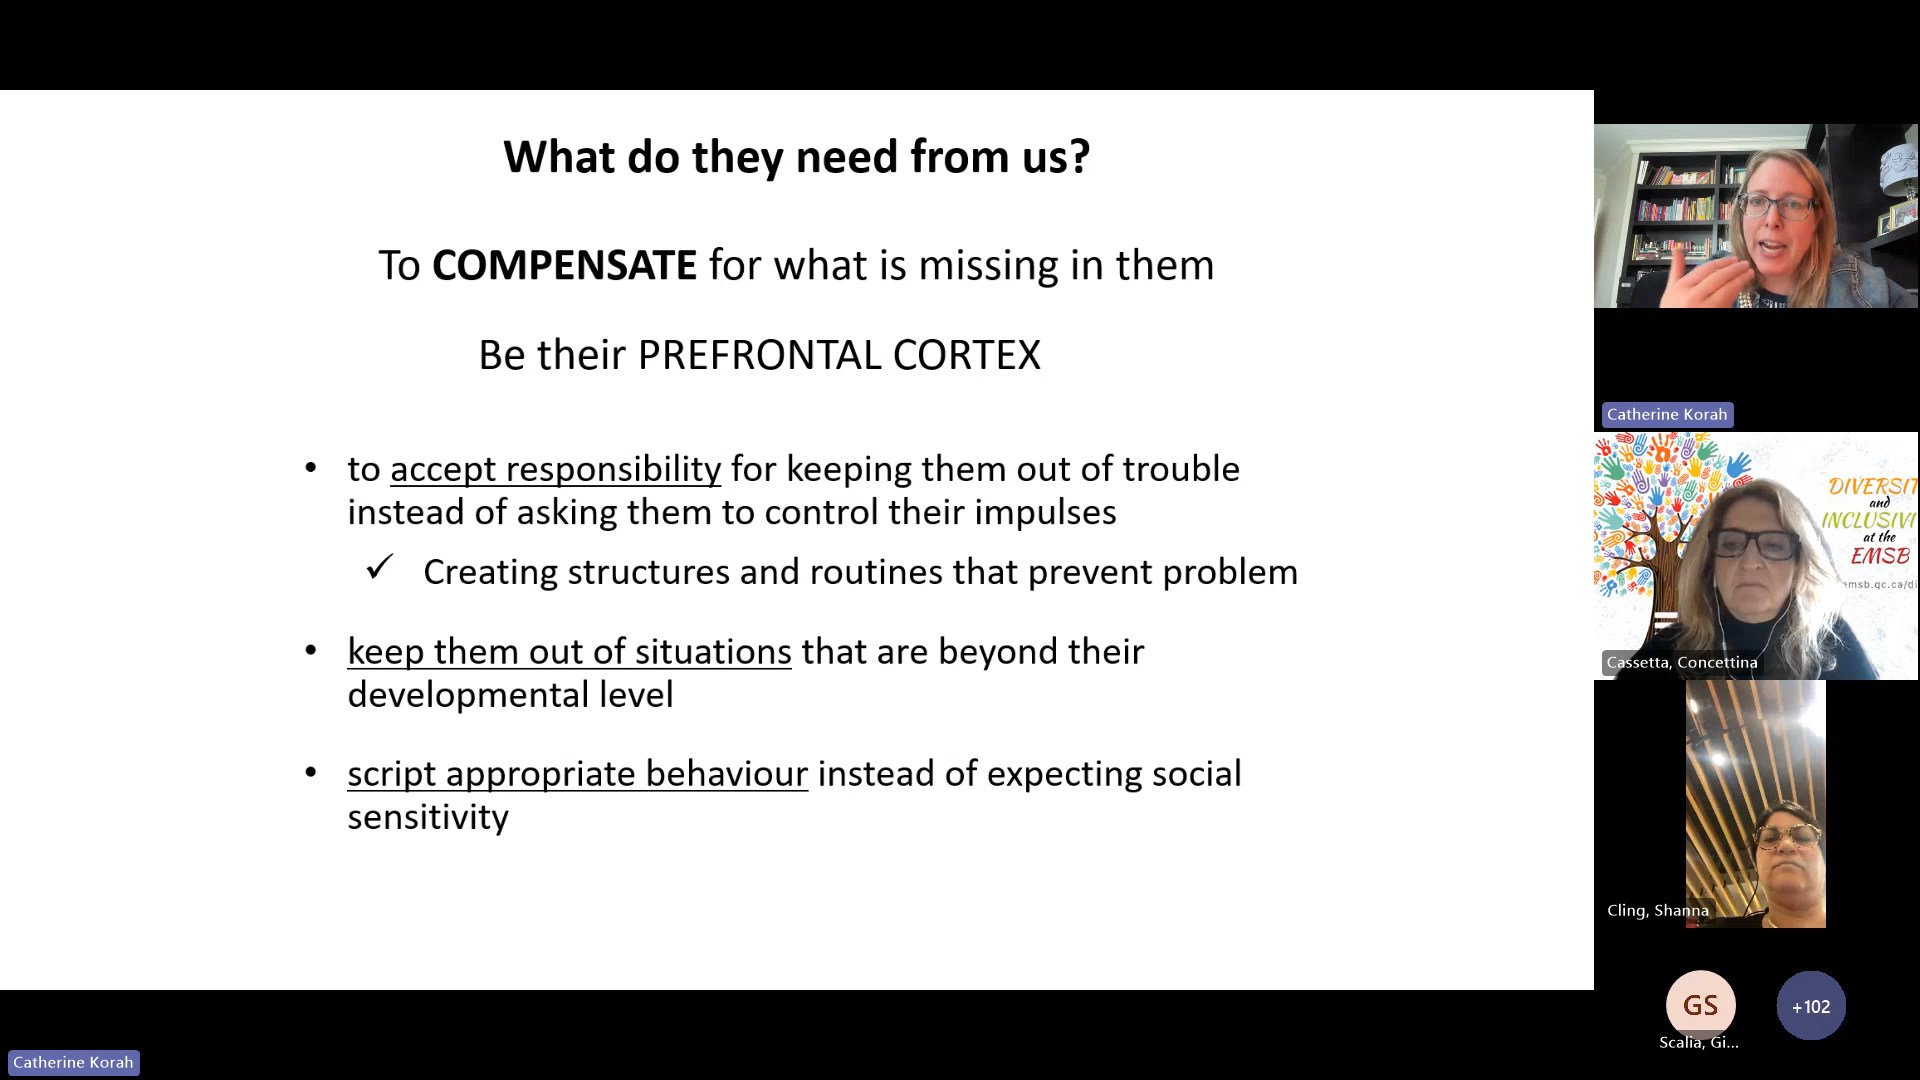 What do they need from us?
To COMPENSATE for what is missing in them
Be their PREFRONTAL CORTEX
• to accept responsibility for keeping them out of trouble
instead of asking them to control their impulses
✓ Creating structures and routines that prevent problem
• keep them out of situations that are beyond their
developmental level
• script appropriate behaviour instead of expecting social
sensitivity
Catherine Korah
DIVERSIT
and
INCLUSIVI
at the
EMSB
emsb.qc.ca/di
Cassetta, Concettina
Cling, Shanna
GS
+102
Scalia, Gi...
Catherine Korah